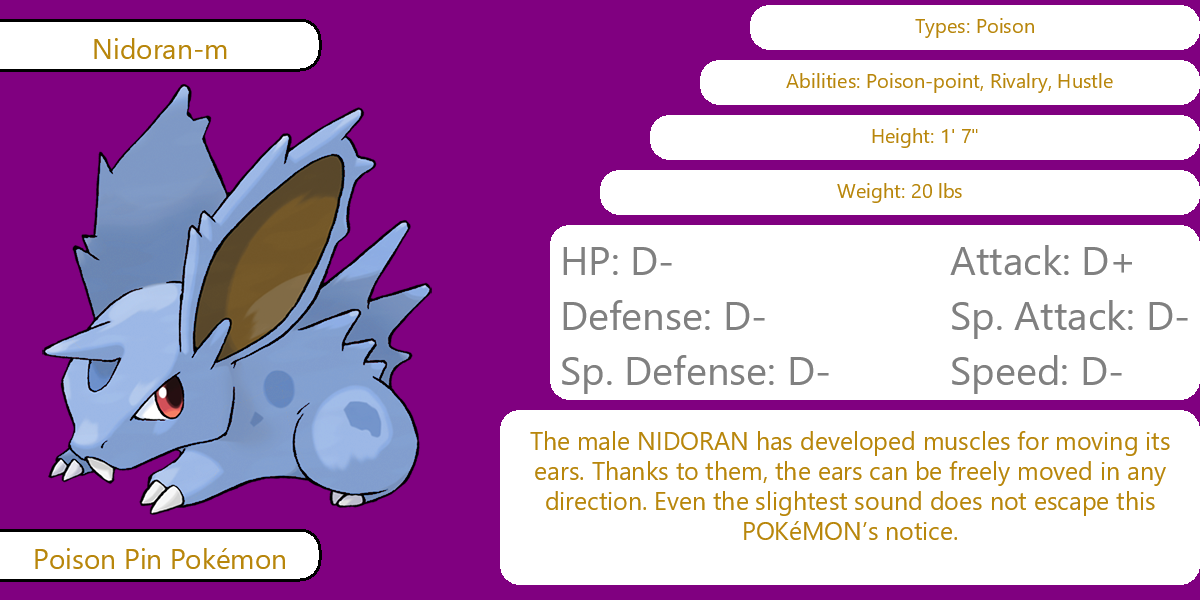 Nidoran-m
Types: Poison
Abilities: Poison-point, Rivalry, Hustle
Height: 1' 7"
Weight: 20 lbs
HP: D-
Attack: D+
Defense: D-
Sp. Attack: D-
Sp. Defense: D-
Speed: D-
The male NIDORAN has developed muscles for moving its
ears. Thanks to them, the ears can be freely moved in any
direction. Even the slightest sound does not escape this
POKéMON’s notice.
Poison Pin Pokémon